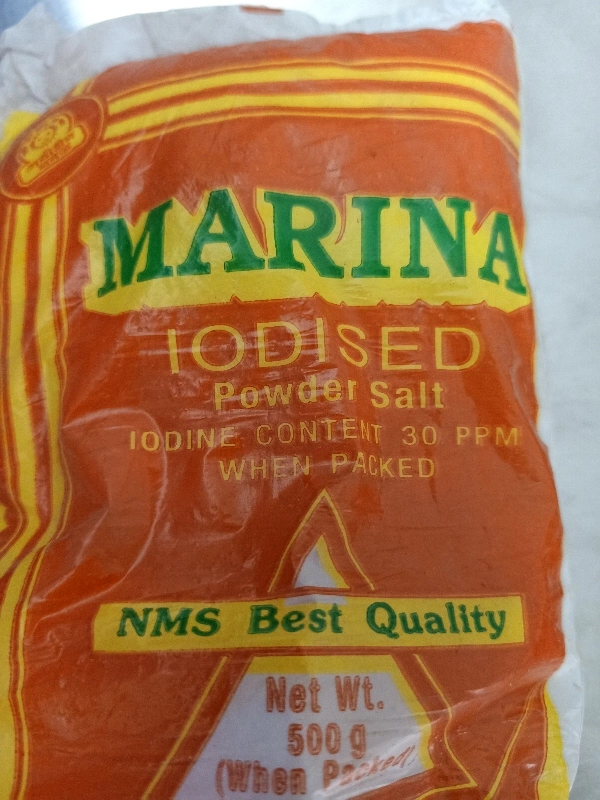 MARINA
IODISED
Powder Salt
IODINE CONTENT 30 PPM
WHEN PACKED
NMS Best Quality
Net Wt.
500 g
(When Packed)